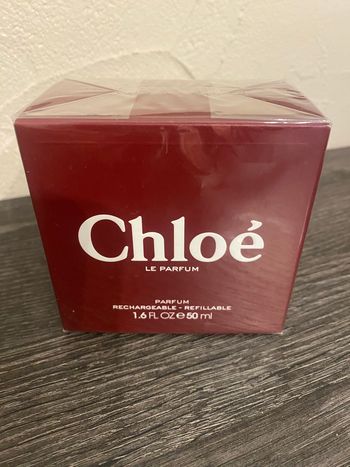 Chloé
LE PARFUM
PARFUM
RECHARGEABLE - REFILLABLE
1.6 FL OZ ℮ 50 ml